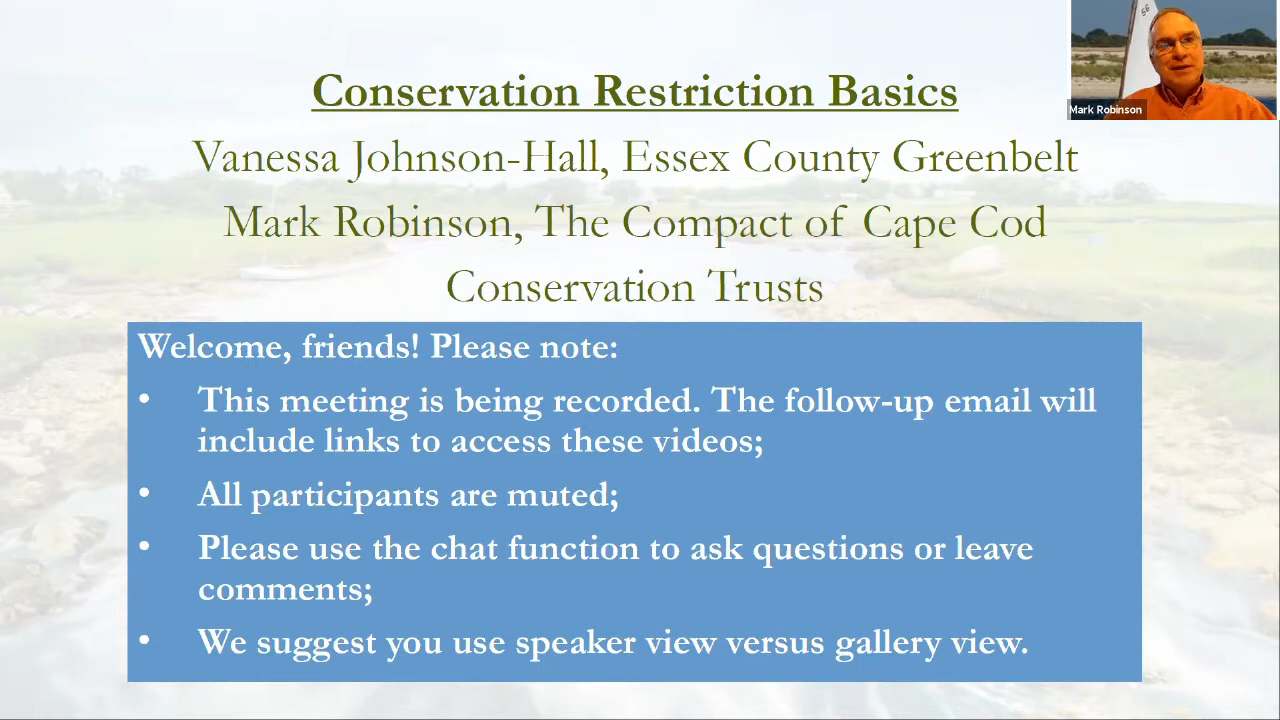 Conservation Restriction Basics
Vanessa Johnson-Hall, Essex County Greenbelt
Mark Robinson, The Compact of Cape Cod
Conservation Trusts
Welcome, friends! Please note:
• This meeting is being recorded. The follow-up email will
include links to access these videos;
• All participants are muted;
• Please use the chat function to ask questions or leave
comments;
• We suggest you use speaker view versus gallery view.
56
Mark Robinson